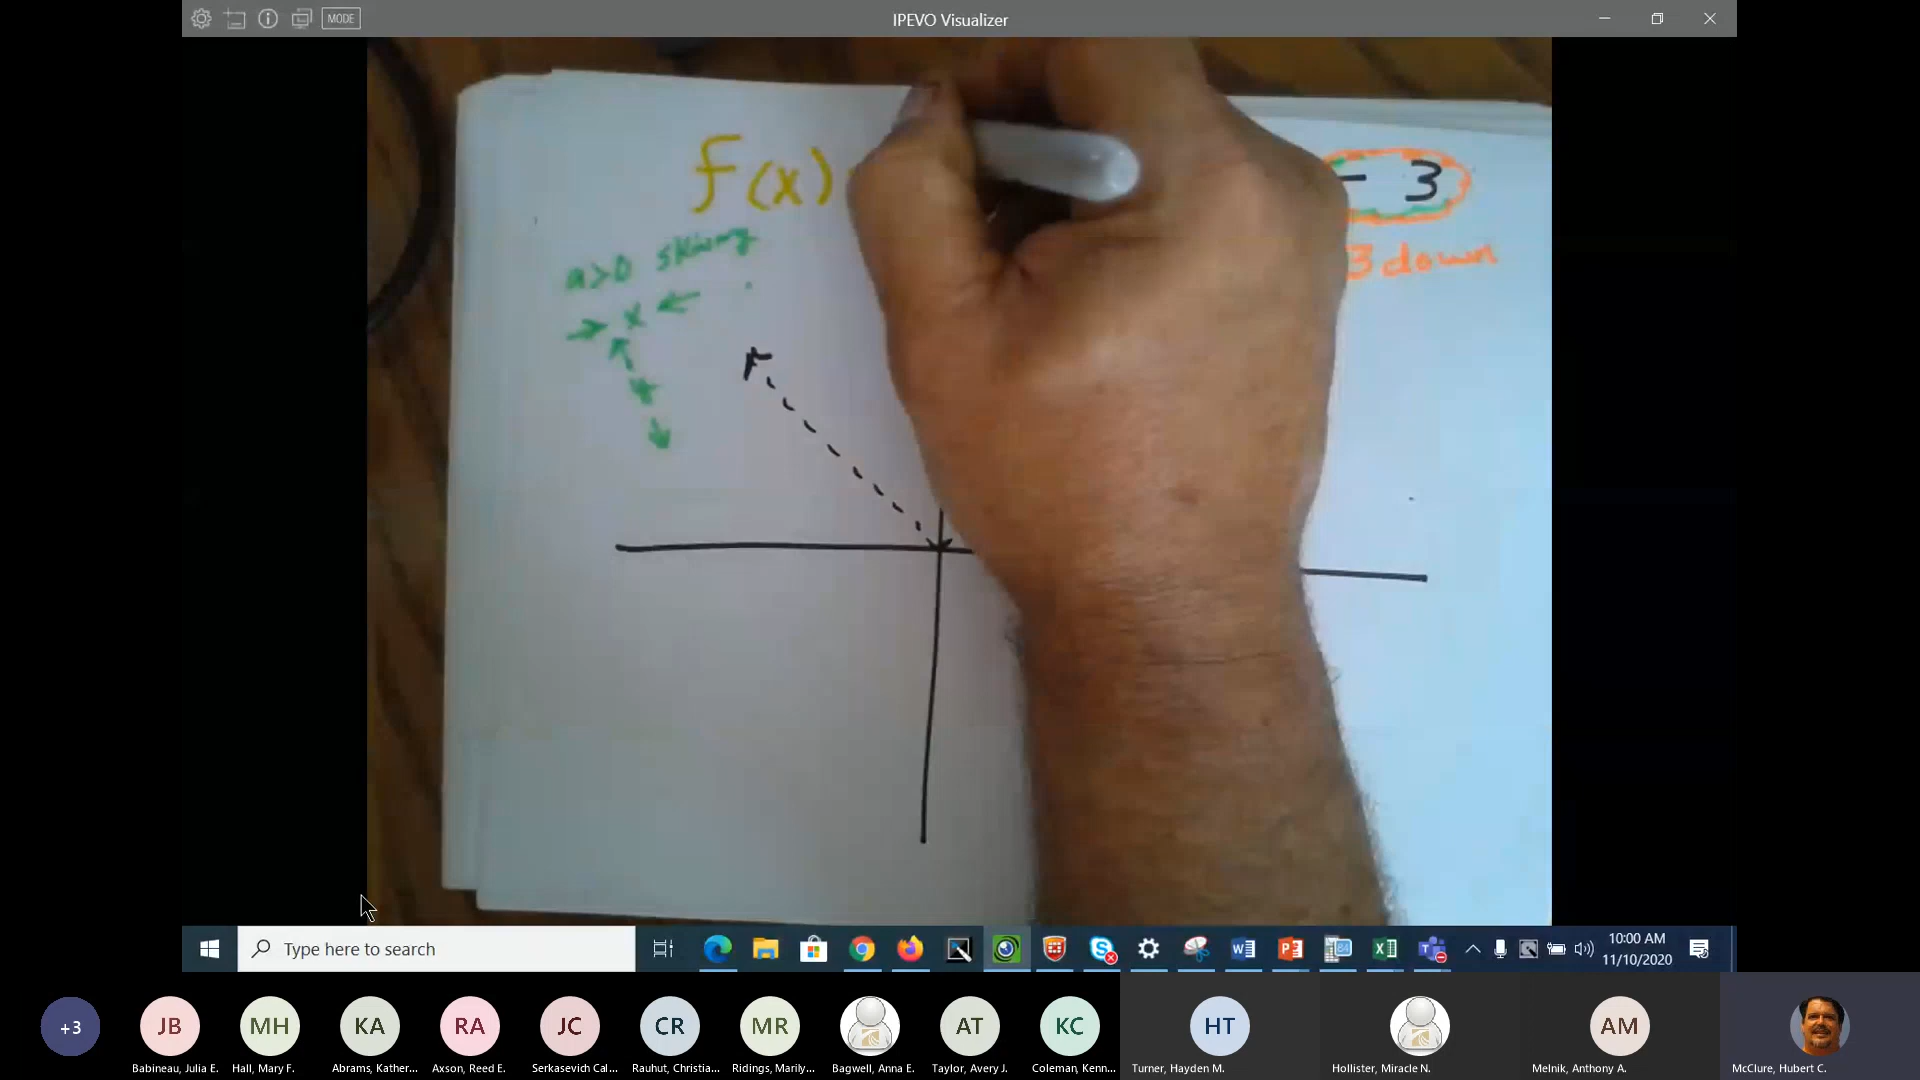 MODE
IPEVO Visualizer
f(x)
- 3
a>0 skinny
3 down
x
Type here to search
10:00 AM
11/10/2020
+3
JB
MH
KA
RA
JC
CR
MR
AT
KC
HT
AM
Babineau, Julia E.
Hall, Mary F.
Abrams, Kather...
Axson, Reed E.
Serkasevich Cal...
Rauhut, Christia...
Ridings, Marily...
Bagwell, Anna E.
Taylor, Avery J.
Coleman, Kenn...
Turner, Hayden M.
Hollister, Miracle N.
Melnik, Anthony A.
McClure, Hubert C.